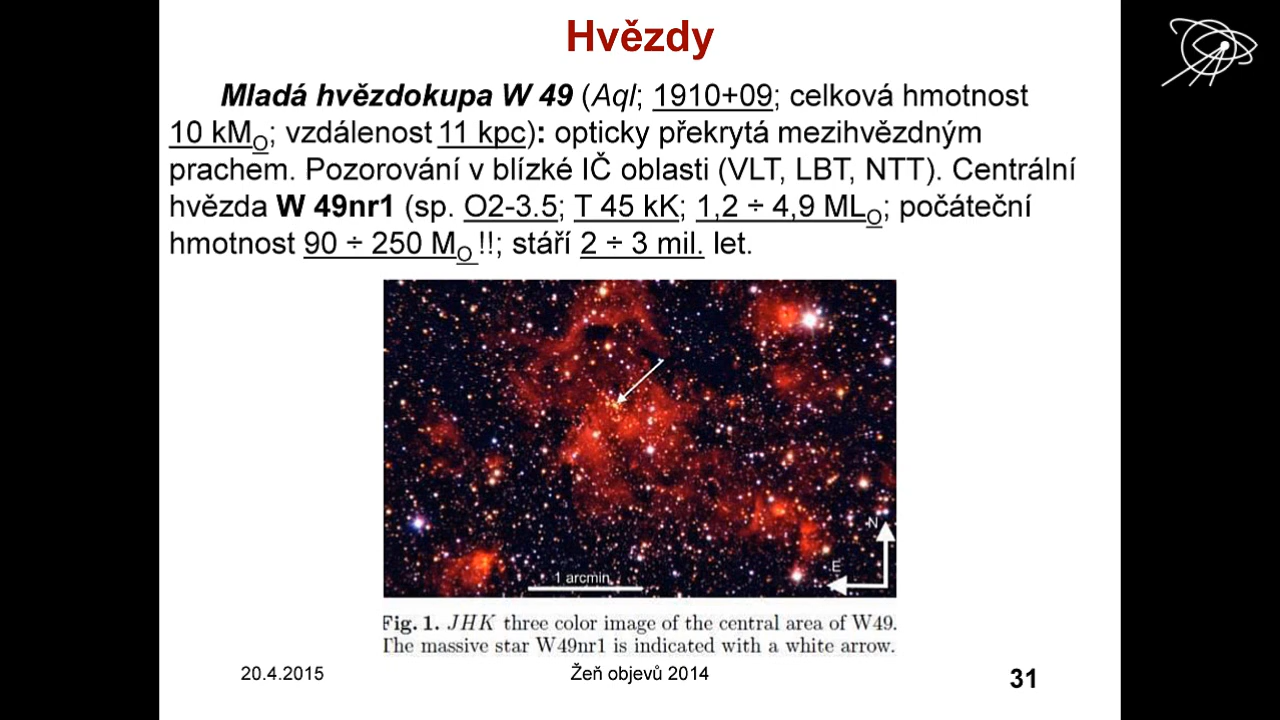 Hvězdy
Mladá hvězdokupa W 49 (Aql; 1910+09; celková hmotnost
10 kMO; vzdálenost 11 kpc): opticky překrytá mezihvězdným
prachem. Pozorování v blízké IČ oblasti (VLT, LBT, NTT). Centrální
hvězda W 49nr1 (sp. O2-3.5; T 45 kK; 1,2 ÷ 4,9 MLO; počáteční
hmotnost 90 ÷ 250 MO !!; stáří 2 ÷ 3 mil. let.
N
E
1 arcmin
Fig. 1. JHK three color image of the central area of W49.
The massive star W49nr1 is indicated with a white arrow.
20.4.2015 Žeň objevů 2014 31